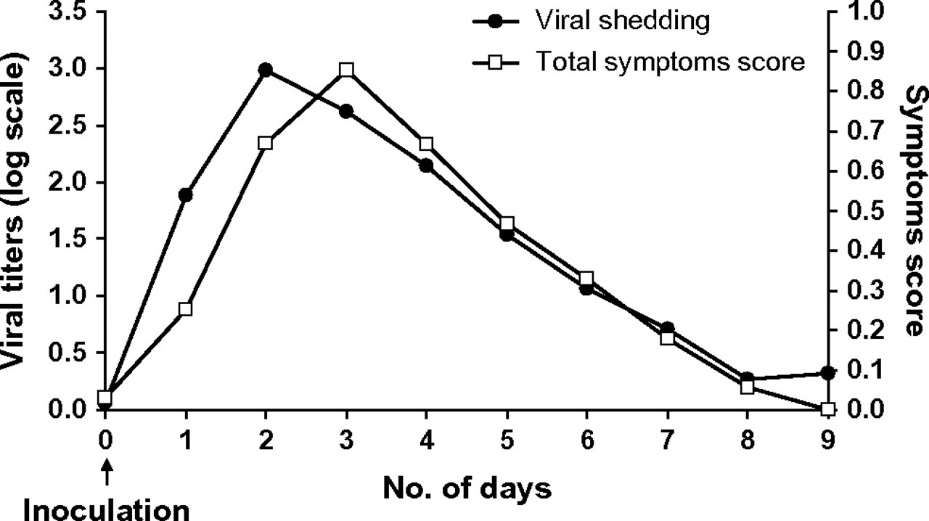 Viral shedding
Total symptoms score
Viral titers (log scale)
3.5
3.0
2.5
2.0
1.5
1.0
0.5
0.0
1.0
0.9
0.8
0.7
0.6
0.5
0.4
0.3
0.2
0.1
0.0
Symptoms score
0 1 2 3 4 5 6 7 8 9
No. of days
Inoculation